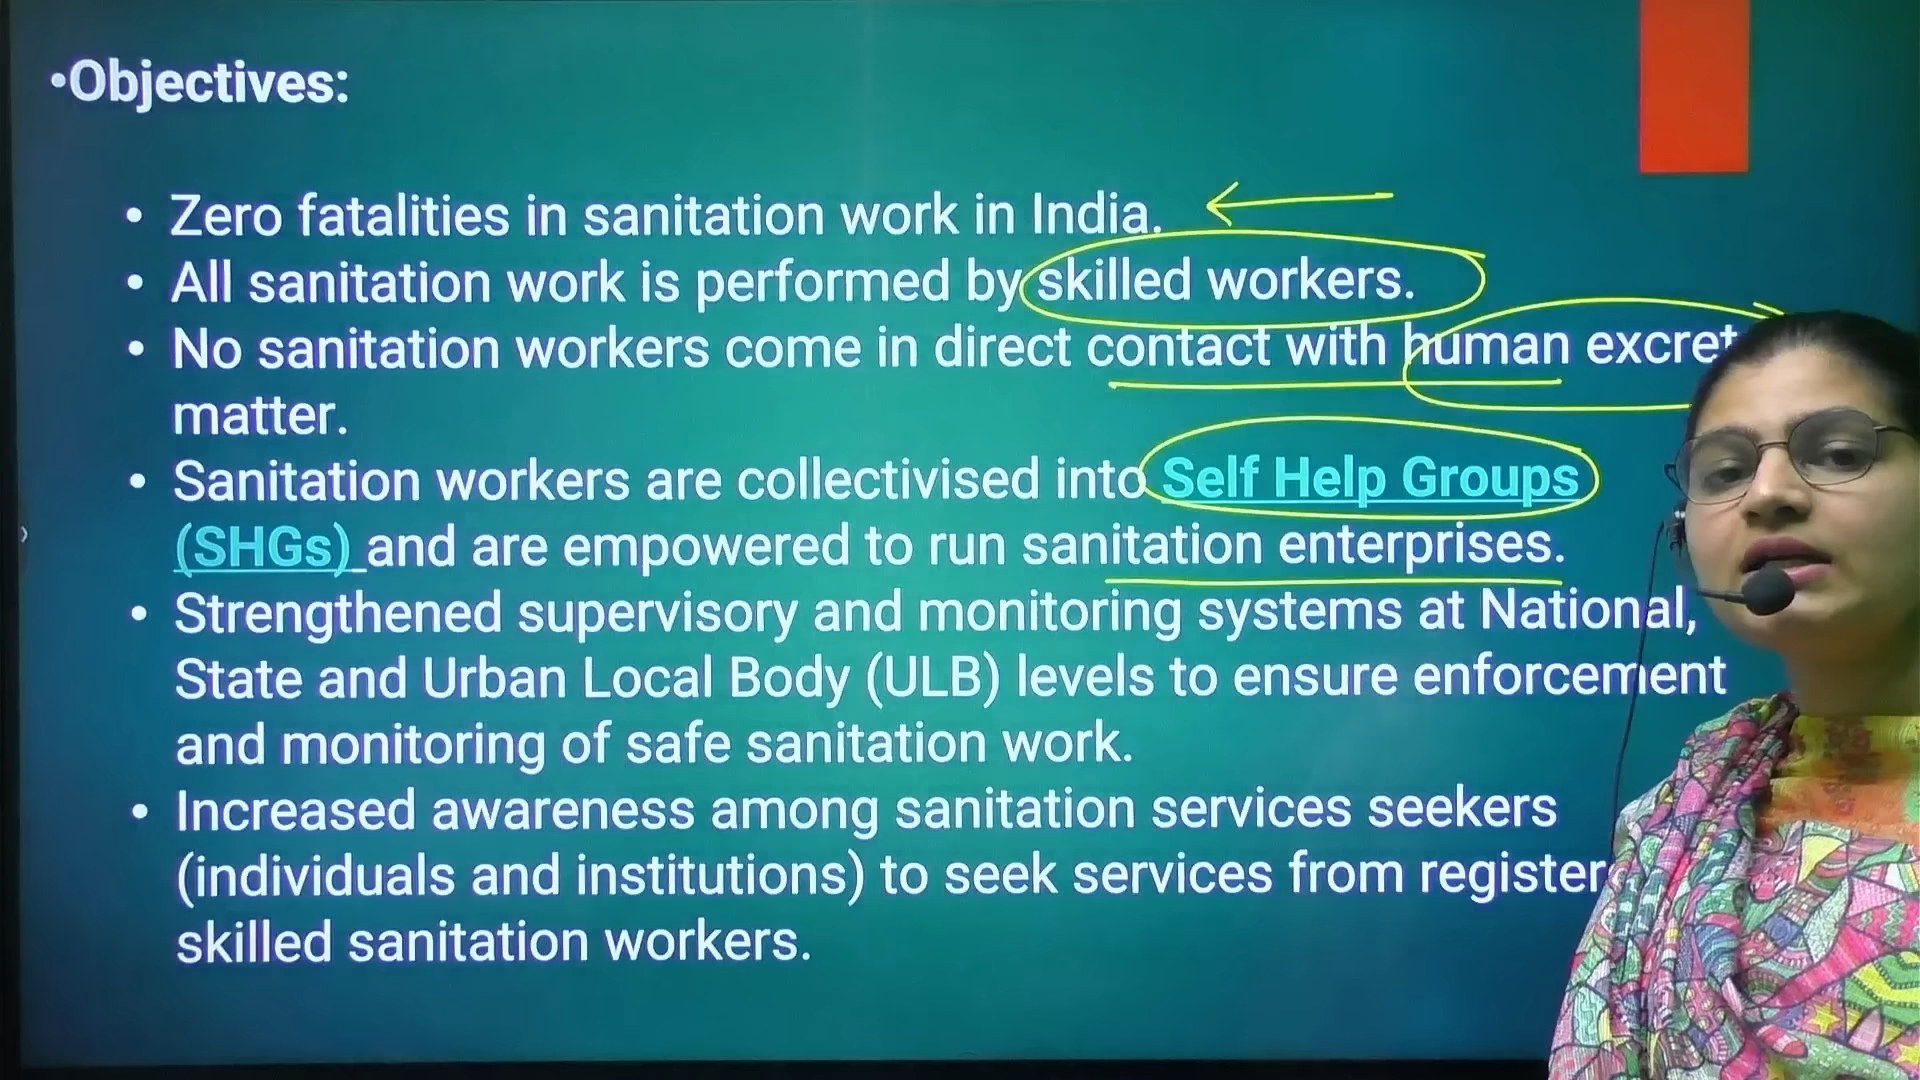 •Objectives:
• Zero fatalities in sanitation work in India.
• All sanitation work is performed by skilled workers.
• No sanitation workers come in direct contact with human
matter.
• Sanitation workers are collectivised into Self Help Groups
(SHGs) and are empowered to run sanitation enterprises.
• Strengthened supervisory and monitoring systems at National,
State and Urban Local Body (ULB) levels to ensure enforcement
and monitoring of safe sanitation work.
• Increased awareness among sanitation services seekers
(individuals and institutions) to seek services from
skilled sanitation workers.